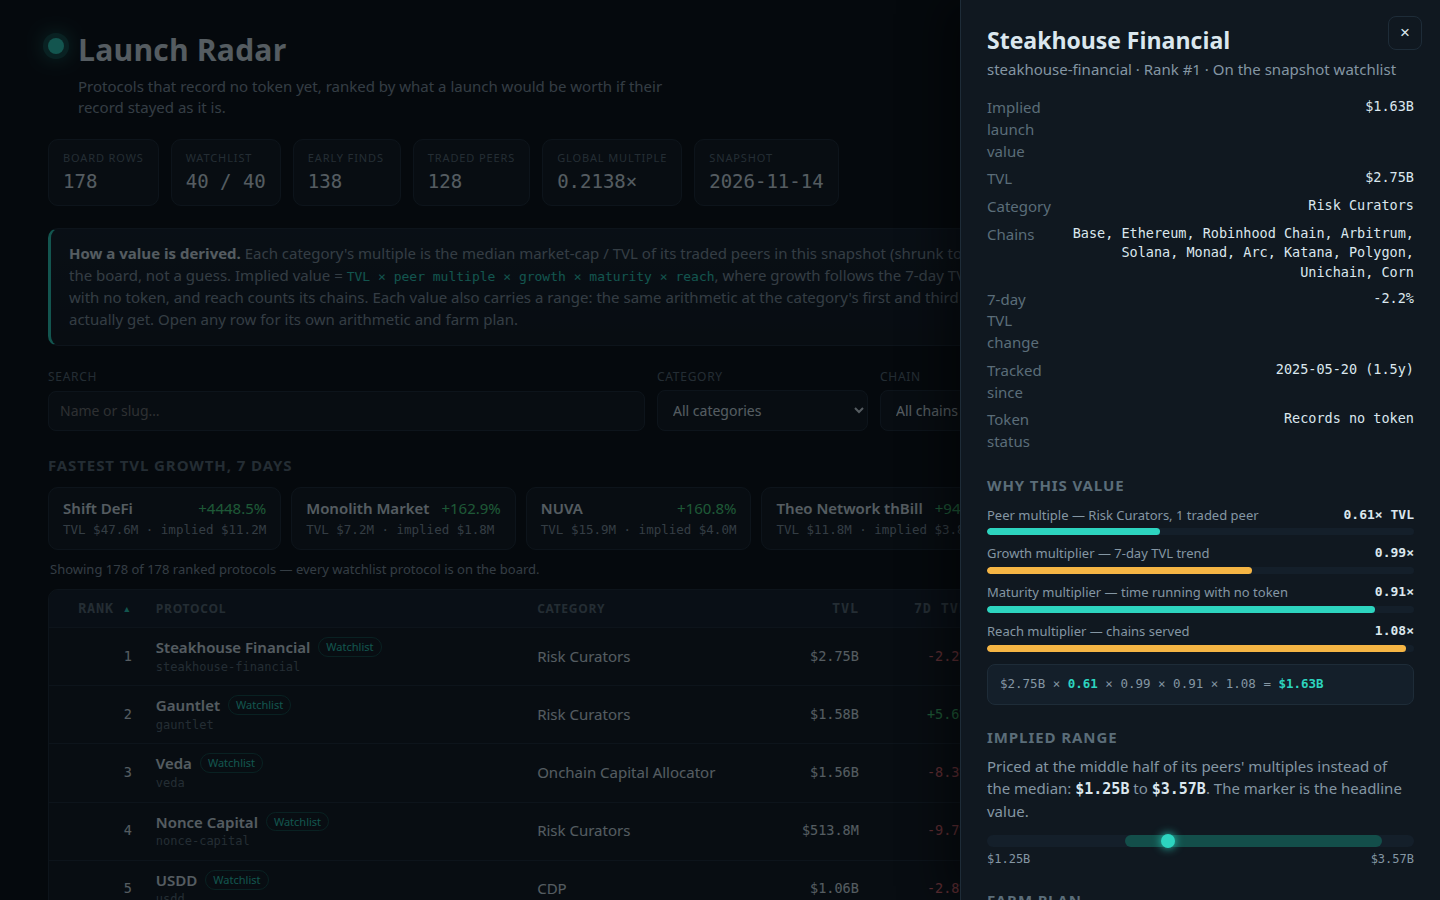 Launch Radar
Protocols that record no token yet, ranked by what a launch would be worth if their
record stayed as it is.
BOARD ROWS
178
WATCHLIST
40 / 40
EARLY FINDS
138
TRADED PEERS
128
GLOBAL MULTIPLE
0.2138×
SNAPSHOT
2026-11-14
How a value is derived. Each category's multiple is the median market-cap / TVL of its traded peers in this snapshot (shrunk to
the board, not a guess. Implied value = TVL × peer multiple × growth × maturity × reach, where growth follows the 7-day TV
with no token, and reach counts its chains. Each value also carries a range: the same arithmetic at the category's first and third
actually get. Open any row for its own arithmetic and farm plan.
SEARCH
CATEGORY
CHAIN
Name or slug...
All categories
All chains
FASTEST TVL GROWTH, 7 DAYS
Shift DeFi +4448.5%
TVL $47.6M · implied $11.2M
Monolith Market +162.9%
TVL $7.2M · implied $1.8M
NUVA +160.8%
TVL $15.9M · implied $4.0M
Theo Network thBill +94
TVL $11.8M · implied $3.
Showing 178 of 178 ranked protocols — every watchlist protocol is on the board.
RANK ▲ PROTOCOL CATEGORY TVL 7D TV
1 Steakhouse Financial Watchlist Risk Curators $2.75B -2.2
steakhouse-financial
2 Gauntlet Watchlist Risk Curators $1.58B +5.6
gauntlet
3 Veda Watchlist Onchain Capital Allocator $1.56B -8.3
veda
4 Nonce Capital Watchlist Risk Curators $513.8M -9.7
nonce-capital
5 USDD Watchlist CDP $1.06B -2.8
usdd
Steakhouse Financial
×
steakhouse-financial · Rank #1 · On the snapshot watchlist
Implied launch value $1.63B
TVL $2.75B
Category Risk Curators
Chains Base, Ethereum, Robinhood Chain, Arbitrum,
Solana, Monad, Arc, Katana, Polygon,
Unichain, Corn
7-day TVL change -2.2%
Tracked since 2025-05-20 (1.5y)
Token status Records no token
WHY THIS VALUE
Peer multiple — Risk Curators, 1 traded peer 0.61× TVL
Growth multiplier — 7-day TVL trend 0.99×
Maturity multiplier — time running with no token 0.91×
Reach multiplier — chains served 1.08×
$2.75B × 0.61 × 0.99 × 0.91 × 1.08 = $1.63B
IMPLIED RANGE
Priced at the middle half of its peers' multiples instead of
the median: $1.25B to $3.57B. The marker is the headline
value.
$1.25B $3.57B
FARM PLAN